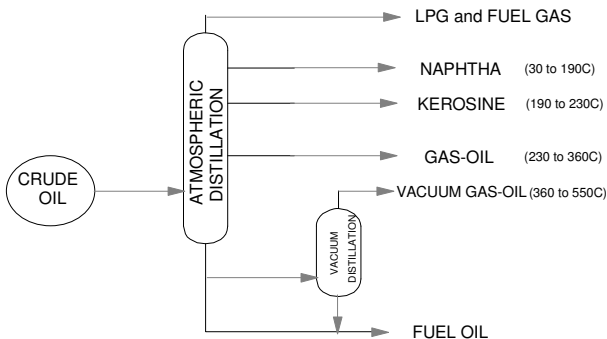 LPG and FUEL GAS
NAPHTHA (30 to 190C)
KEROSINE (190 to 230C)
GAS-OIL (230 to 360C)
VACUUM GAS-OIL (360 to 550C)
CRUDE
OIL
ATMOSPHERIC
DISTILLATION
VACUUM
DISTILLATION
FUEL OIL